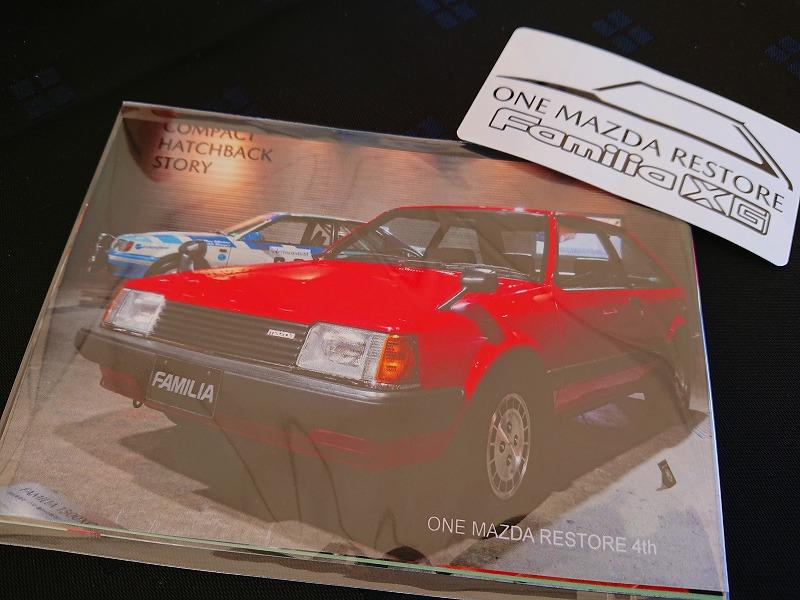 COMPACT
HATCHBACK
STORY
ONE MAZDA RESTORE
Familia XG
mazda
FAMILIA
ONE MAZDA RESTORE 4th